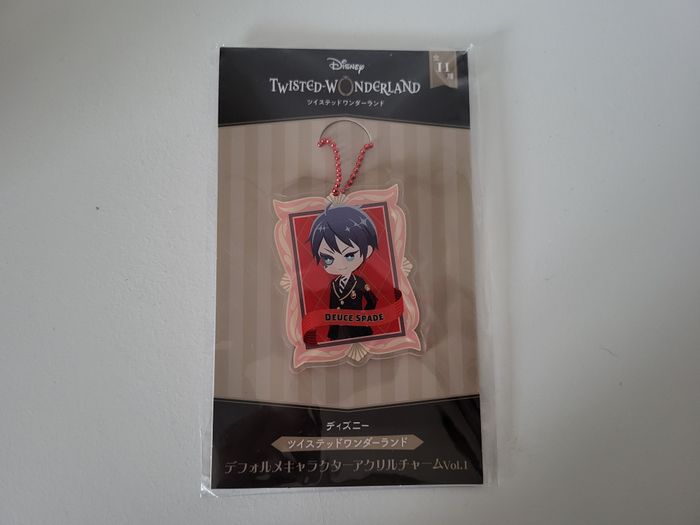 Disney
TWISTED-WONDERLAND
ツイステッドワンダーランド
全
11
種
DEUCE SPADE
ディズニー
ツイステッドワンダーランド
デフォルメキャラクターアクリルチャームVol.1